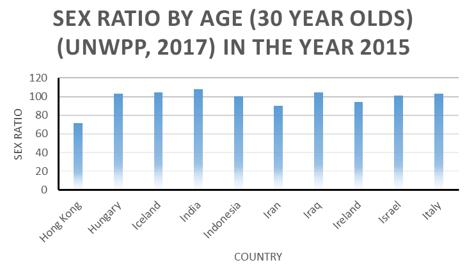 SEX RATIO BY AGE (30 YEAR OLDS)
(UNWPP, 2017) IN THE YEAR 2015
120
100
80
60
40
20
0
SEX RATIO
Hong Kong
Hungary
Iceland
India
Indonesia
Iran
Iraq
Ireland
Israel
Italy
COUNTRY